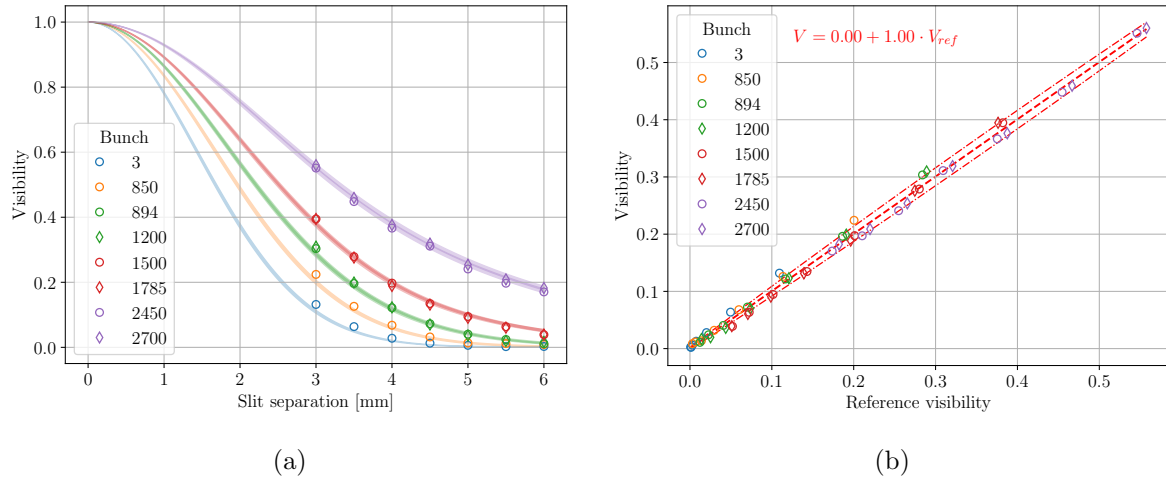 1.0
0.8
0.6
0.4
0.2
0.0
Visibility
Bunch
3
850
894
1200
1500
1785
2450
2700
0 1 2 3 4 5 6
Slit separation [mm]
(a)
0.5
0.4
0.3
0.2
0.1
0.0
Visibility
Bunch
3
850
894
1200
1500
1785
2450
2700
V = 0.00 + 1.00 · V_ref
0.0 0.1 0.2 0.3 0.4 0.5
Reference visibility
(b)